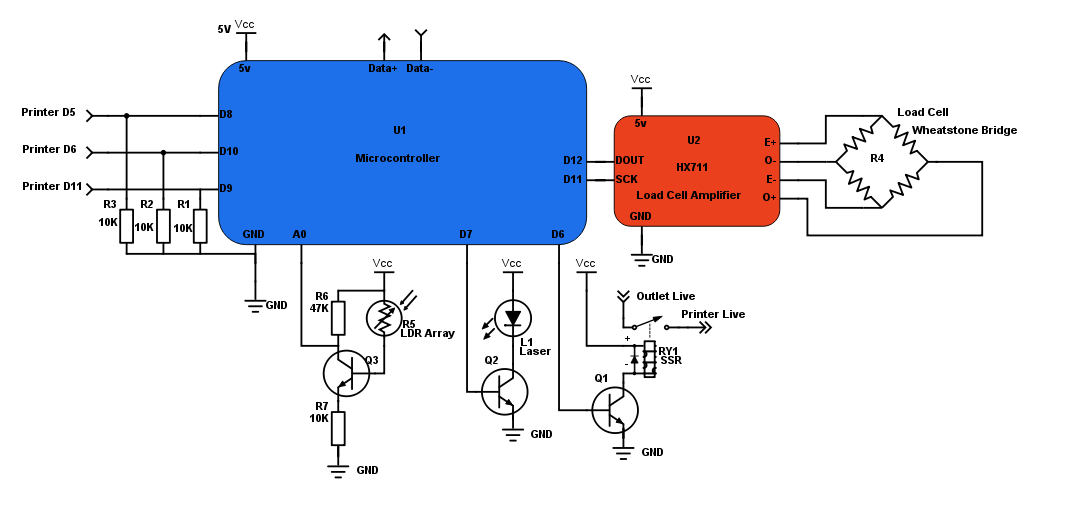 5V Vcc
5v
Data+ Data-
Printer D5
D8
Printer D6
D10
Printer D11
D9
R3
10K
R2
10K
R1
10K
U1
Microcontroller
D12
D11
GND
A0
D7
D6
GND
Vcc
5v
U2
HX711
Load Cell Amplifier
DOUT
SCK
GND
E+
O-
E-
O+
GND
Load Cell
Wheatstone Bridge
R4
Vcc
R6
47K
R5
LDR Array
Q3
R7
10K
GND
Vcc
L1
Laser
Q2
GND
Vcc
Outlet Live
Printer Live
+
-
RY1
SSR
Q1
GND